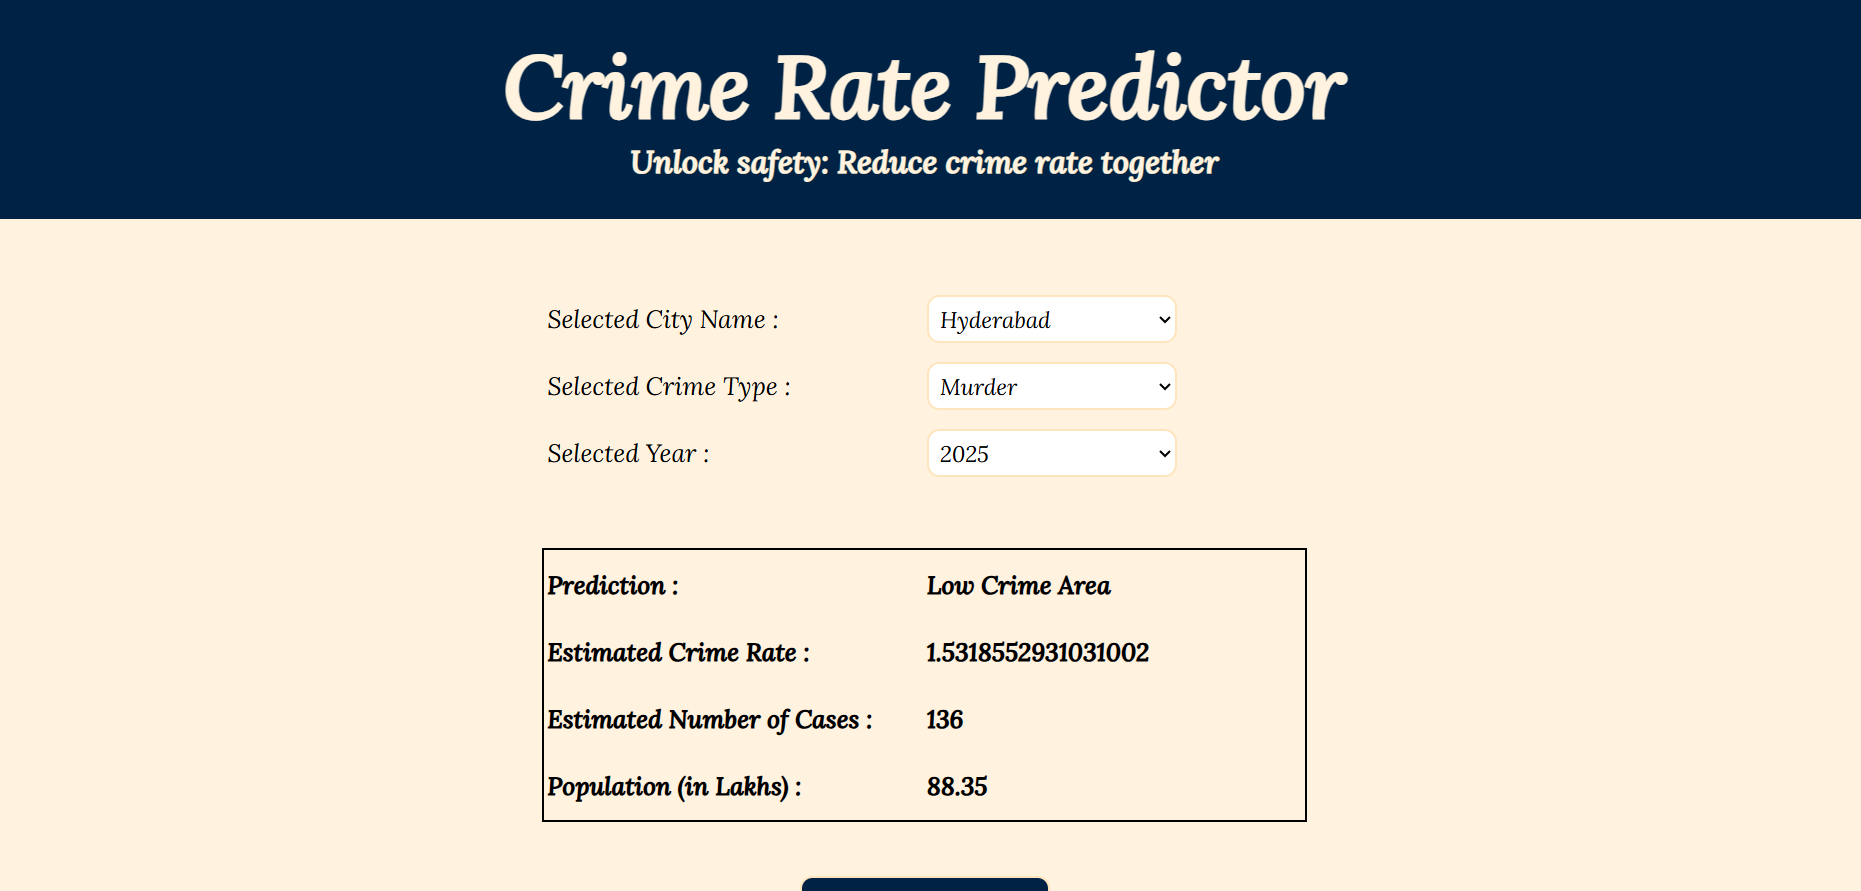 Crime Rate Predictor
Unlock safety: Reduce crime rate together
Selected City Name : Hyderabad
Selected Crime Type : Murder
Selected Year : 2025
Prediction : Low Crime Area
Estimated Crime Rate : 1.5318552931031002
Estimated Number of Cases : 136
Population (in Lakhs) : 88.35